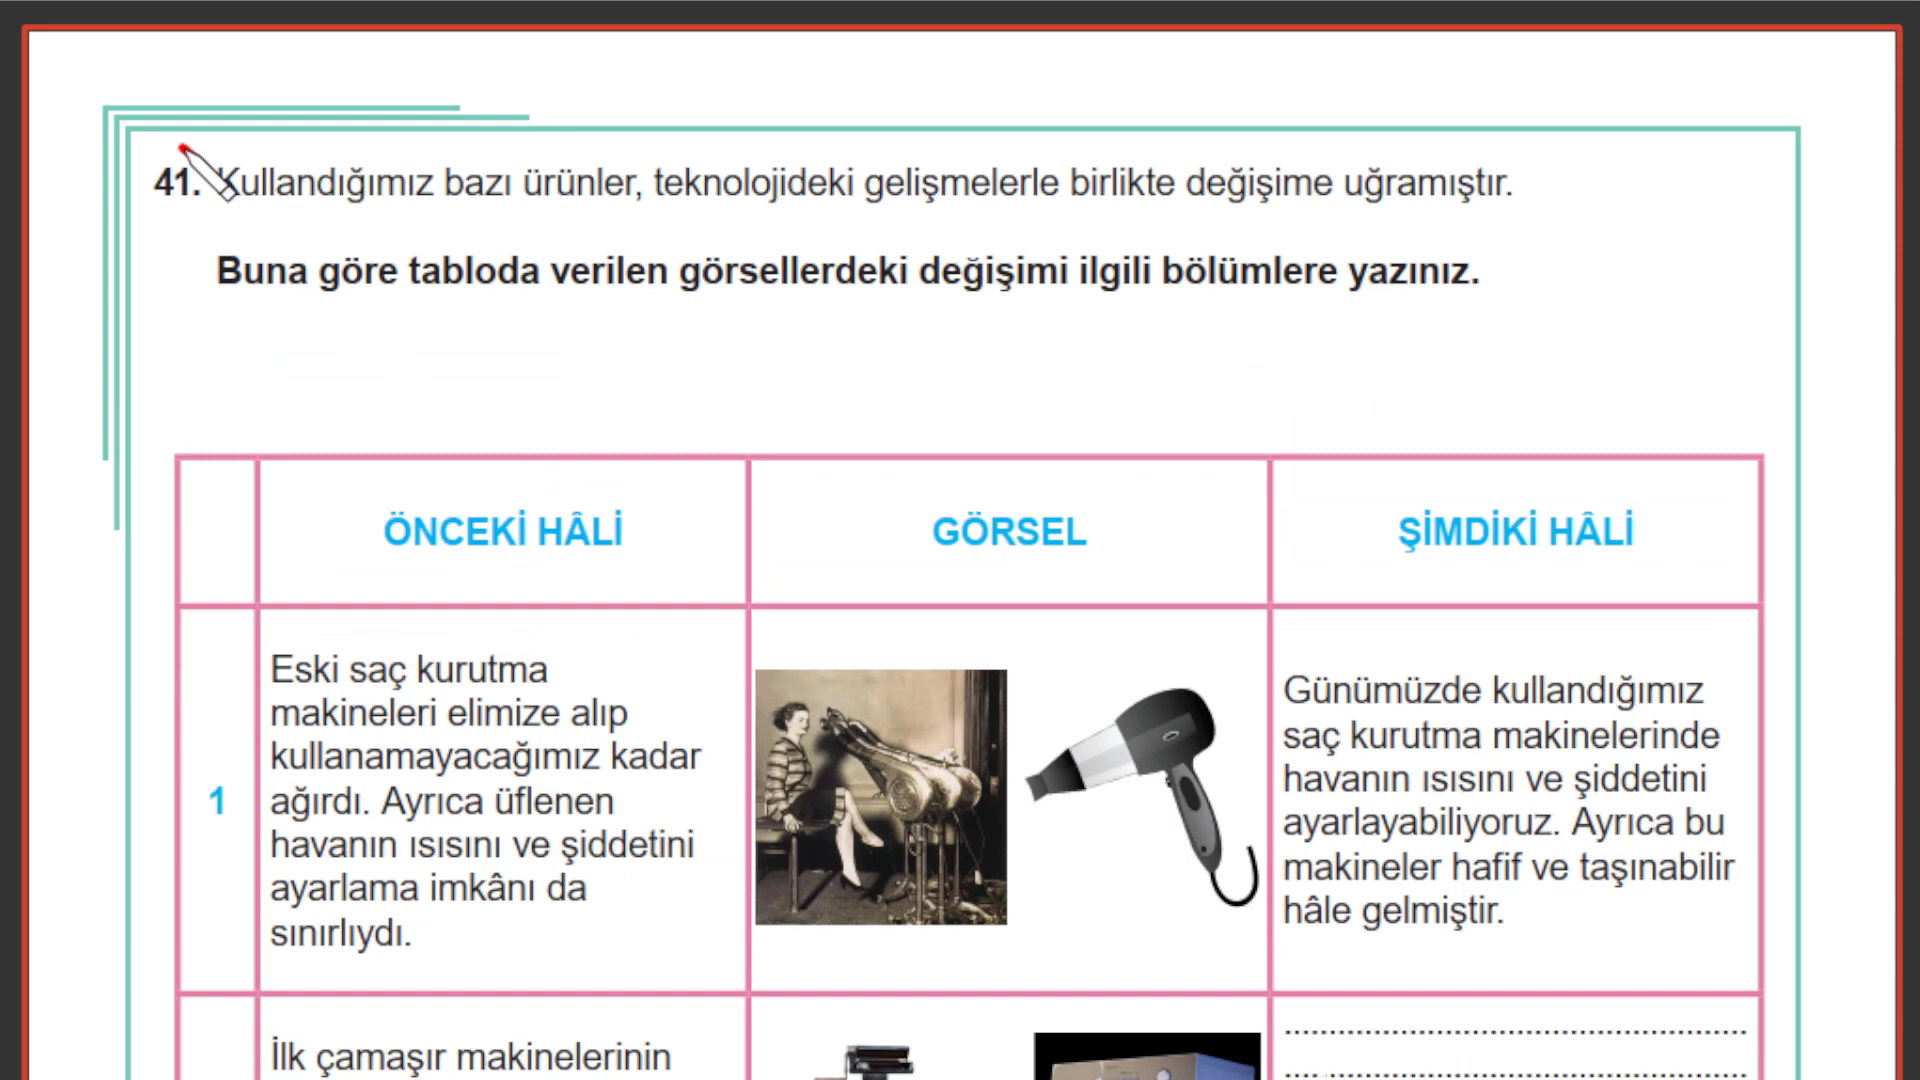 41. Kullandığımız bazı ürünler, teknolojideki gelişmelerle birlikte değişime uğramıştır.
Buna göre tabloda verilen görsellerdeki değişimi ilgili bölümlere yazınız.
ÖNCEKİ HÂLİ
GÖRSEL
ŞİMDİKİ HÂLİ
1
Eski saç kurutma
makineleri elimize alıp
kullanamayacağımız kadar
ağırdı. Ayrıca üflenen
havanın ısısını ve şiddetini
ayarlama imkânı da
sınırlıydı.
Günümüzde kullandığımız
saç kurutma makinelerinde
havanın ısısını ve şiddetini
ayarlayabiliyoruz. Ayrıca bu
makineler hafif ve taşınabilir
hâle gelmiştir.
İlk çamaşır makinelerinin